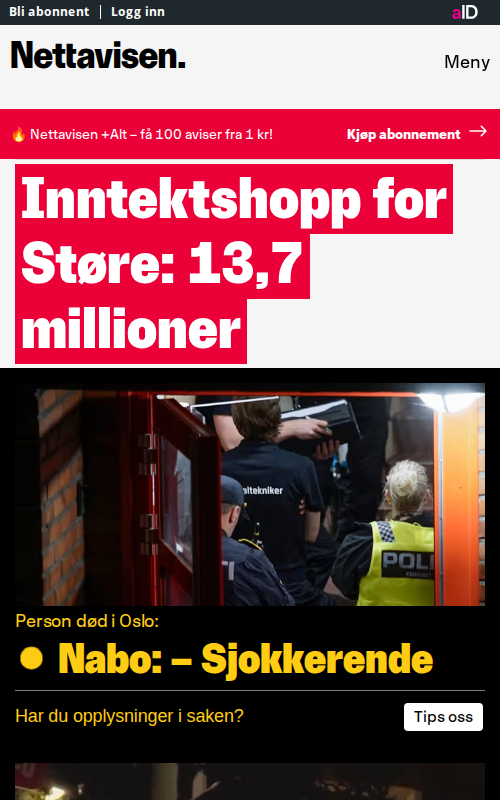 Bli abonnent | Logg inn
aID
Nettavisen.
Meny
🔥 Nettavisen +Alt – få 100 aviser fra 1 kr!
Kjøp abonnement →
Inntektshopp for
Støre: 13,7
millioner
altekniker
POLI
Person død i Oslo:
Nabo: – Sjokkerende
Har du opplysninger i saken?
Tips oss